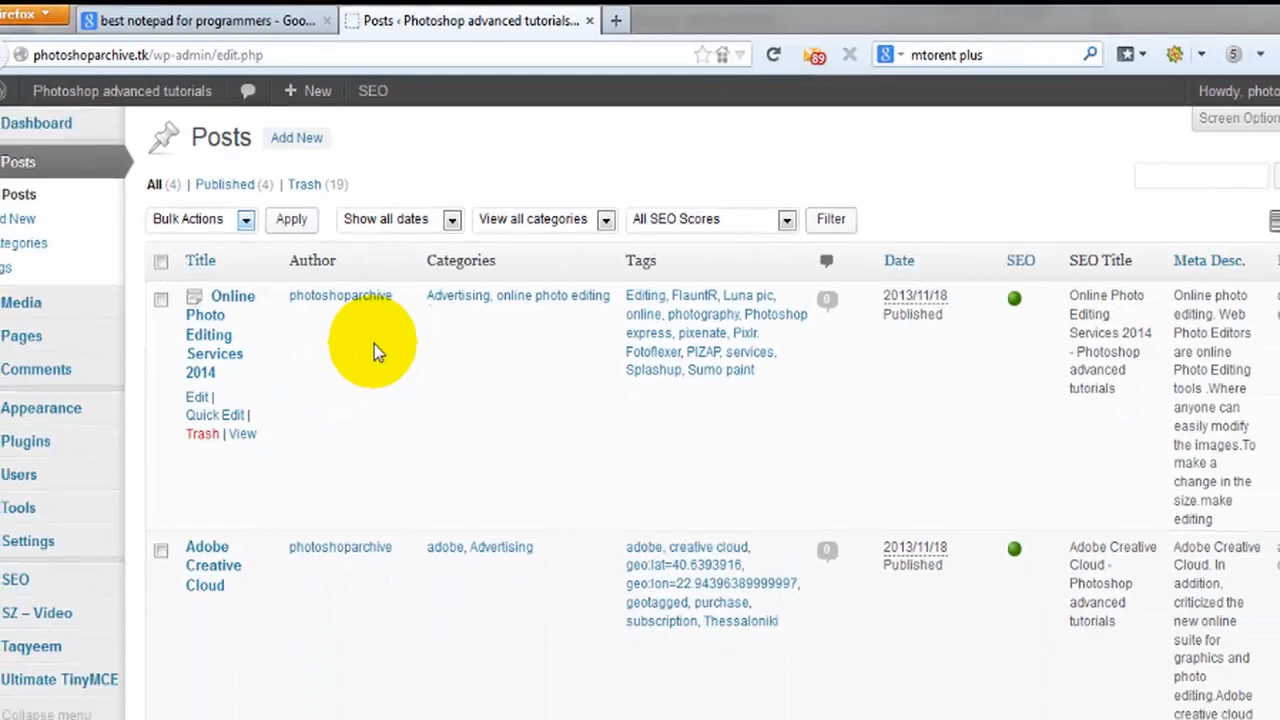 irefox
best notepad for programmers - Goo...
Posts ‹ Photoshop advanced tutorials...
photoshoparchive.tk/wp-admin/edit.php
89
mtorent plus
5
Photoshop advanced tutorials
New
SEO
Howdy, photo
Dashboard
Posts
Add New
Screen Option
Posts
All (4) | Published (4) | Trash (19)
Posts
d New
Bulk Actions
Apply
Show all dates
View all categories
All SEO Scores
Filter
ategories
gs
Title
Author
Categories
Tags
Date
SEO
SEO Title
Meta Desc.
Media
Pages
Comments
Appearance
Plugins
Users
Tools
Settings
SEO
SZ – Video
Taqyeem
Ultimate TinyMCE
Collapse menu
Online
Photo
Editing
Services
2014
Edit |
Quick Edit |
Trash | View
photoshoparchive
Advertising, online photo editing
Editing, FlauntR, Luna pic,
online, photography, Photoshop
express, pixenate, Pixlr.
Fotoflexer, PIZAP, services,
Splashup, Sumo paint
0
2013/11/18
Published
Online Photo
Editing
Services 2014
- Photoshop
advanced
tutorials
Online photo
editing. Web
Photo Editors
are online
Photo Editing
tools .Where
anyone can
easily modify
the images.To
make a
change in the
size.make
editing
Adobe
Creative
Cloud
photoshoparchive
adobe, Advertising
adobe, creative cloud,
geo:lat=40.6393916,
geo:lon=22.94396389999997,
geotagged, purchase,
subscription, Thessaloniki
0
2013/11/18
Published
Adobe Creative
Cloud -
Photoshop
advanced
tutorials
Adobe Creative
Cloud. In
addition,
criticized the
new online
suite for
graphics and
photo
editing.Adobe
creative cloud